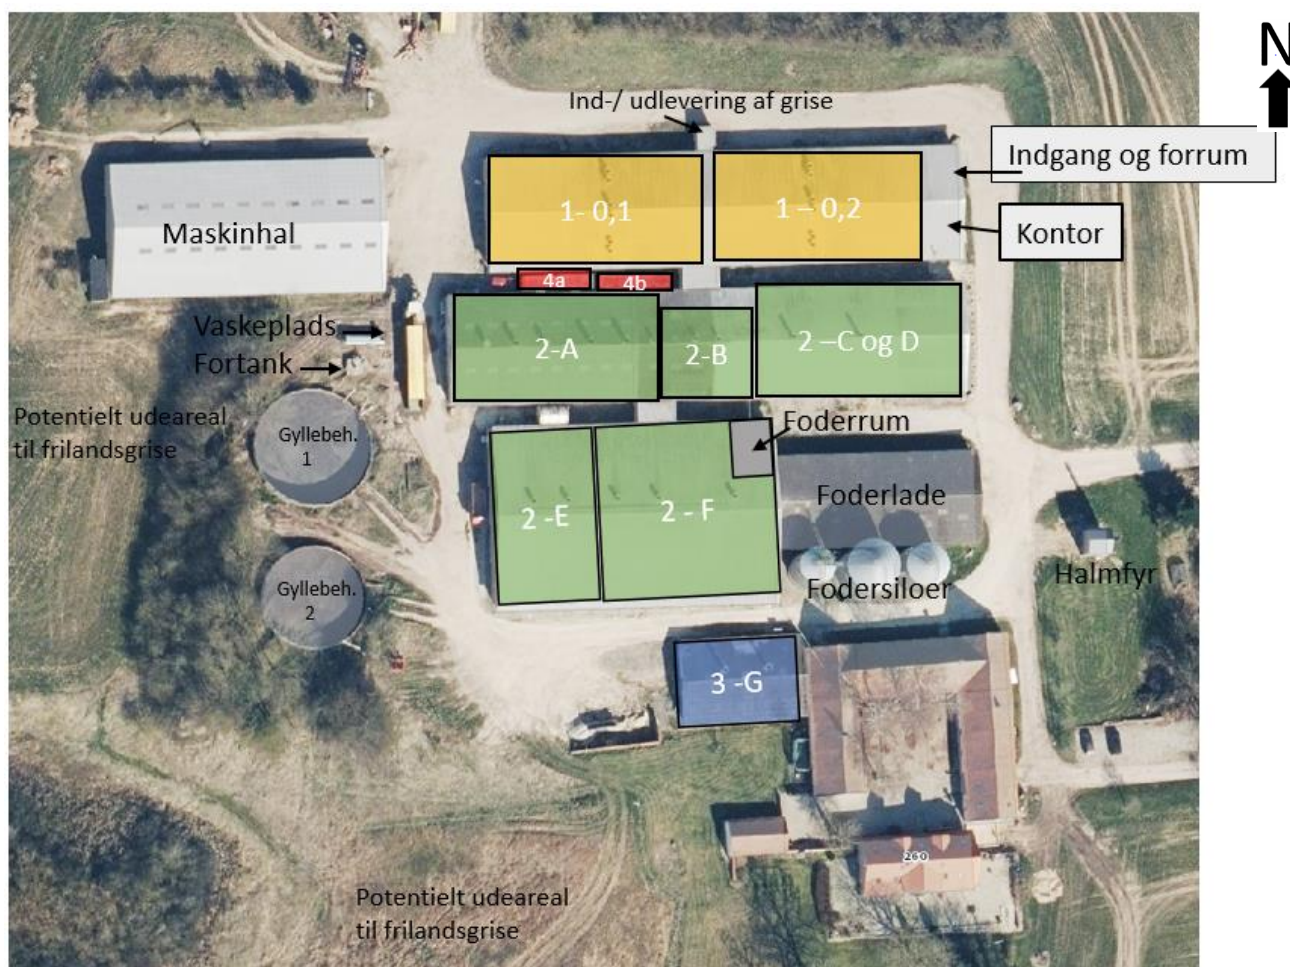 N
Ind-/ udlevering af grise
Indgang og forrum
1- 0,1
1 – 0,2
Maskinhal
Kontor
4a
4b
Vaskeplads
Fortank
2-A
2-B
2 –C og D
Potentielt udeareal
til frilandsgrise
Gyllebeh.
1
Foderrum
2 -E
2 - F
Foderlade
Gyllebeh.
2
Fodersiloer
Halmfyr
3 -G
260
Potentielt udeareal
til frilandsgrise